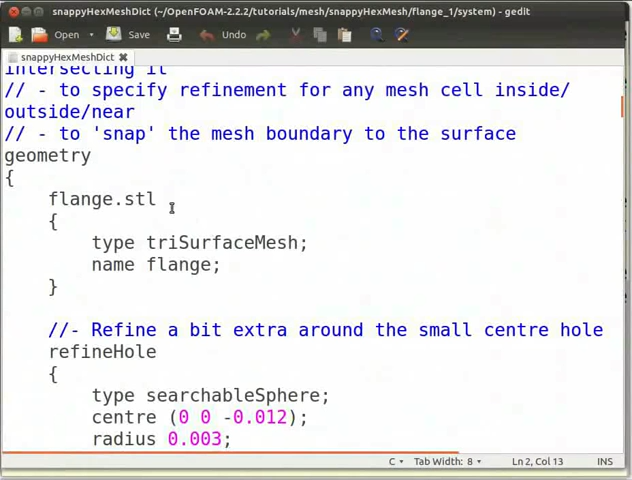 snappyHexMeshDict (~/OpenFOAM-2.2.2/tutorials/mesh/snappyHexMesh/flange_1/system) - gedit
Open Save Undo
snappyHexMeshDict
intersecting it
// - to specify refinement for any mesh cell inside/
outside/near
// - to 'snap' the mesh boundary to the surface
geometry
{
flange.stl
{
type triSurfaceMesh;
name flange;
}
//- Refine a bit extra around the small centre hole
refineHole
{
type searchableSphere;
centre (0 0 -0.012);
radius 0.003;
C Tab Width: 8 Ln 2, Col 13 INS